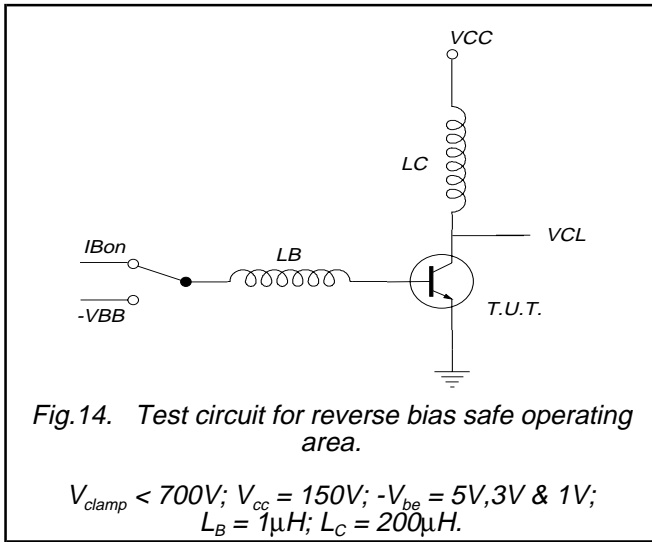 VCC
LC
IBon
LB
VCL
-VBB
T.U.T.
Fig.14. Test circuit for reverse bias safe operating
area.
Vclamp < 700V; Vcc = 150V; -Vbe = 5V,3V & 1V;
LB = 1μH; LC = 200μH.